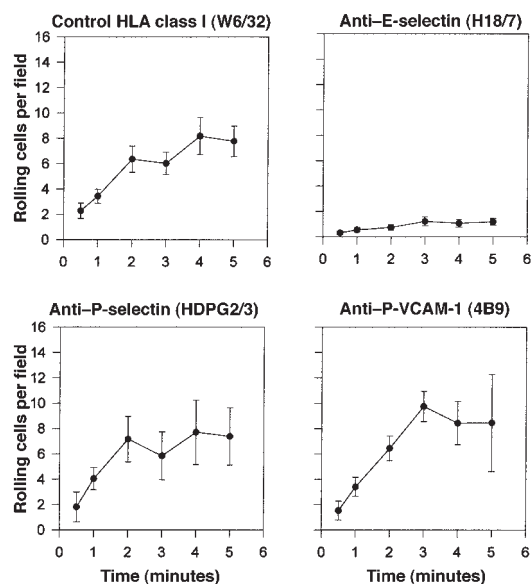 Control HLA class I (W6/32)
Anti–E-selectin (H18/7)
Rolling cells per field
16
14
12
10
8
6
4
2
0
0 1 2 3 4 5 6
0 1 2 3 4 5 6
Anti–P-selectin (HDPG2/3)
Anti–P-VCAM-1 (4B9)
Rolling cells per field
16
14
12
10
8
6
4
2
0
0 1 2 3 4 5 6
0 1 2 3 4 5 6
Time (minutes)
Time (minutes)